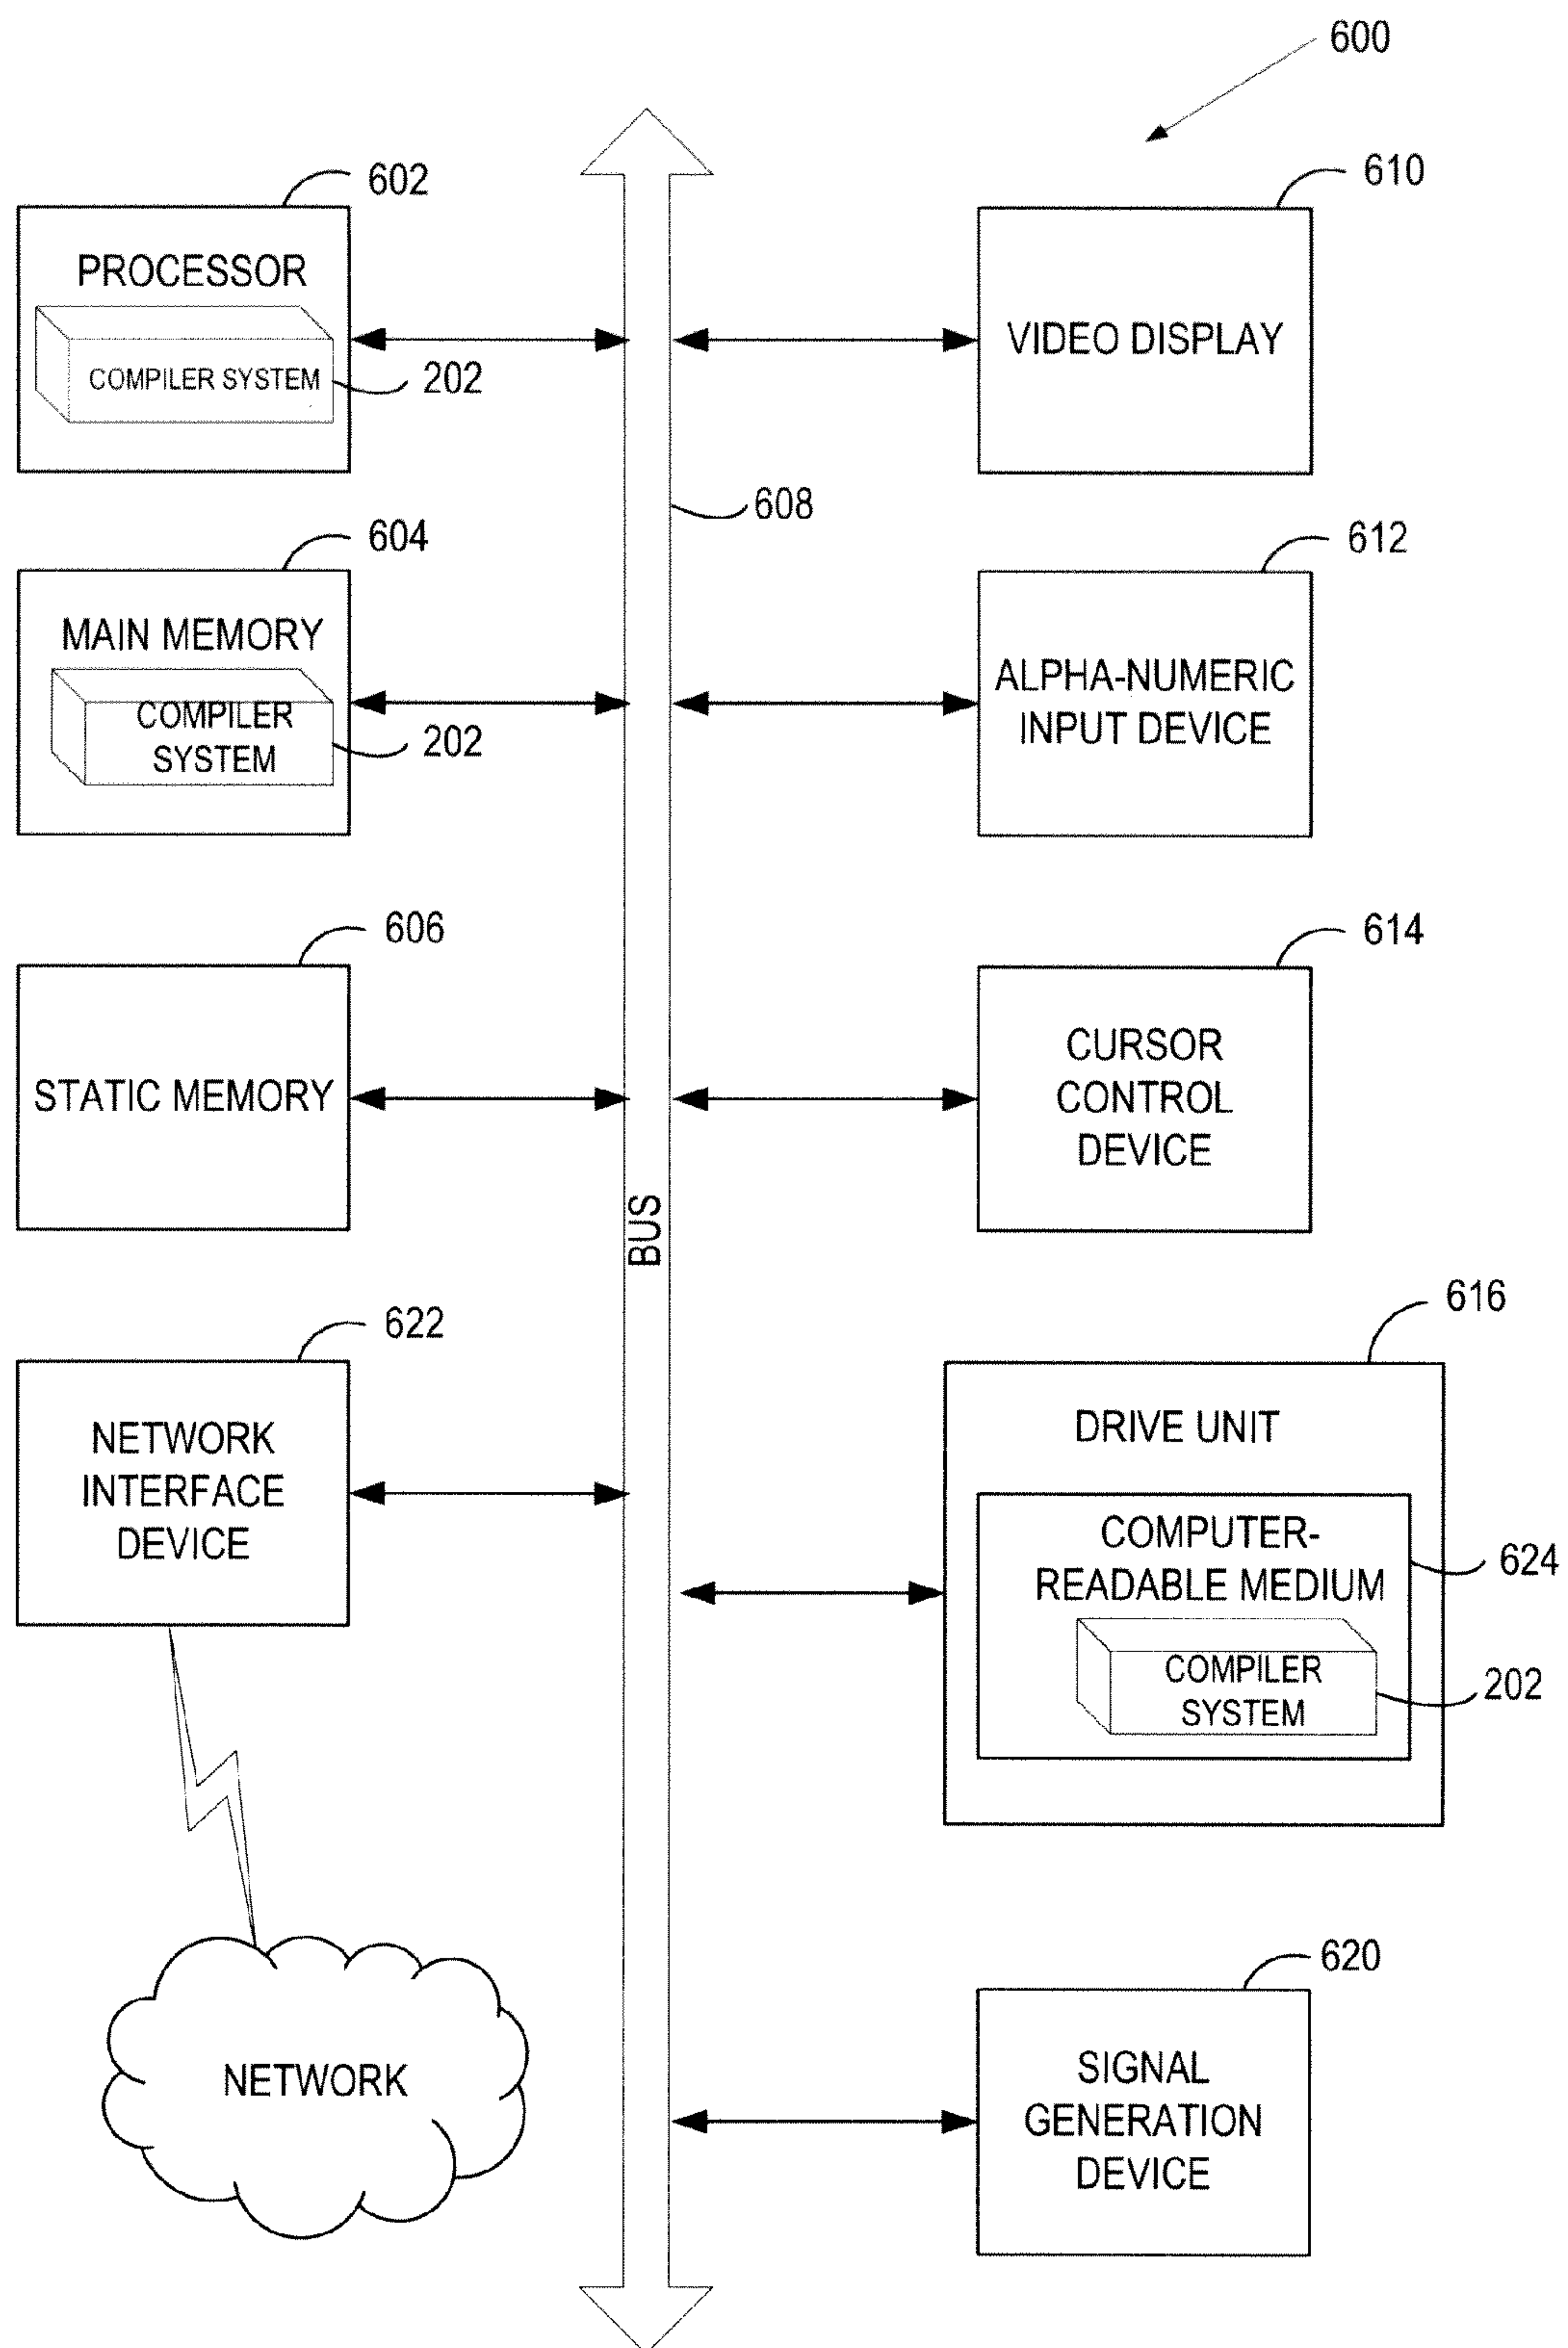 600
602
PROCESSOR
COMPILER SYSTEM
202
610
VIDEO DISPLAY
608
604
MAIN MEMORY
COMPILER
SYSTEM
202
612
ALPHA-NUMERIC
INPUT DEVICE
606
STATIC MEMORY
614
CURSOR
CONTROL
DEVICE
BUS
622
NETWORK
INTERFACE
DEVICE
616
DRIVE UNIT
COMPUTER-
READABLE MEDIUM
624
COMPILER
SYSTEM
202
NETWORK
620
SIGNAL
GENERATION
DEVICE